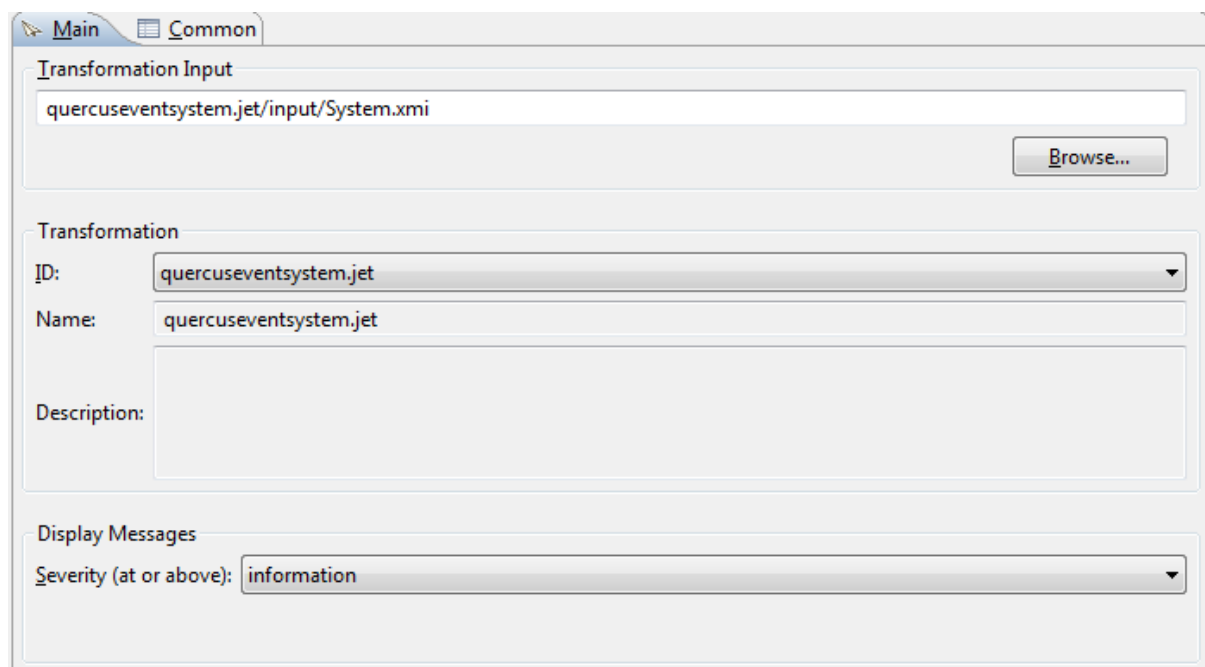 Main Common
Transformation Input
quercuseventsystem.jet/input/System.xmi
Browse...
Transformation
ID: quercuseventsystem.jet
Name: quercuseventsystem.jet
Description:
Display Messages
Severity (at or above): information